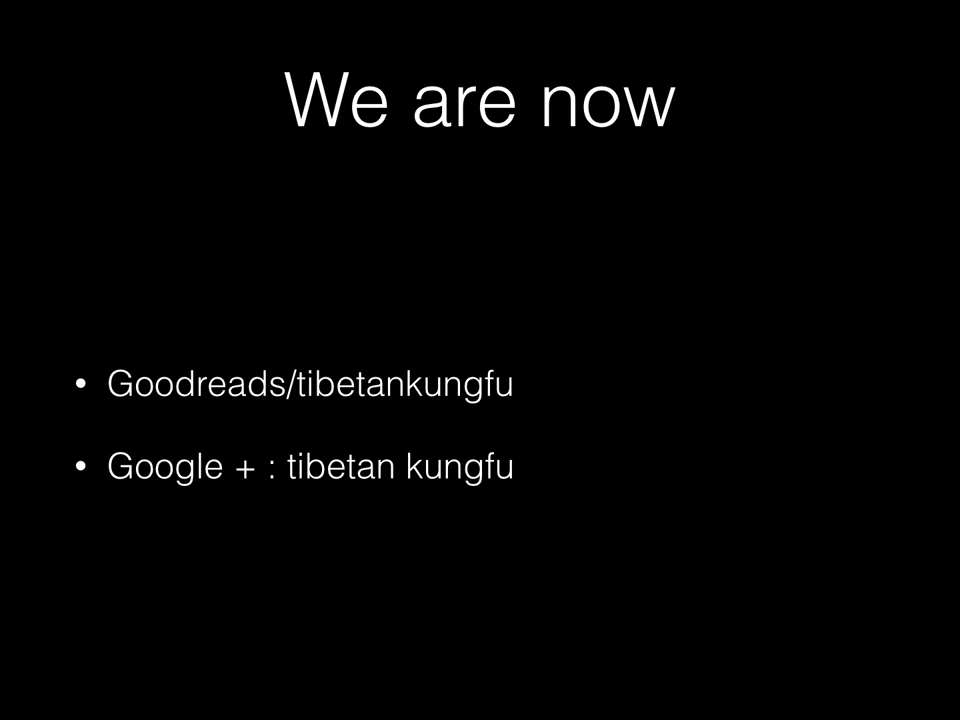 We are now
• Goodreads/tibetankungfu
• Google + : tibetan kungfu